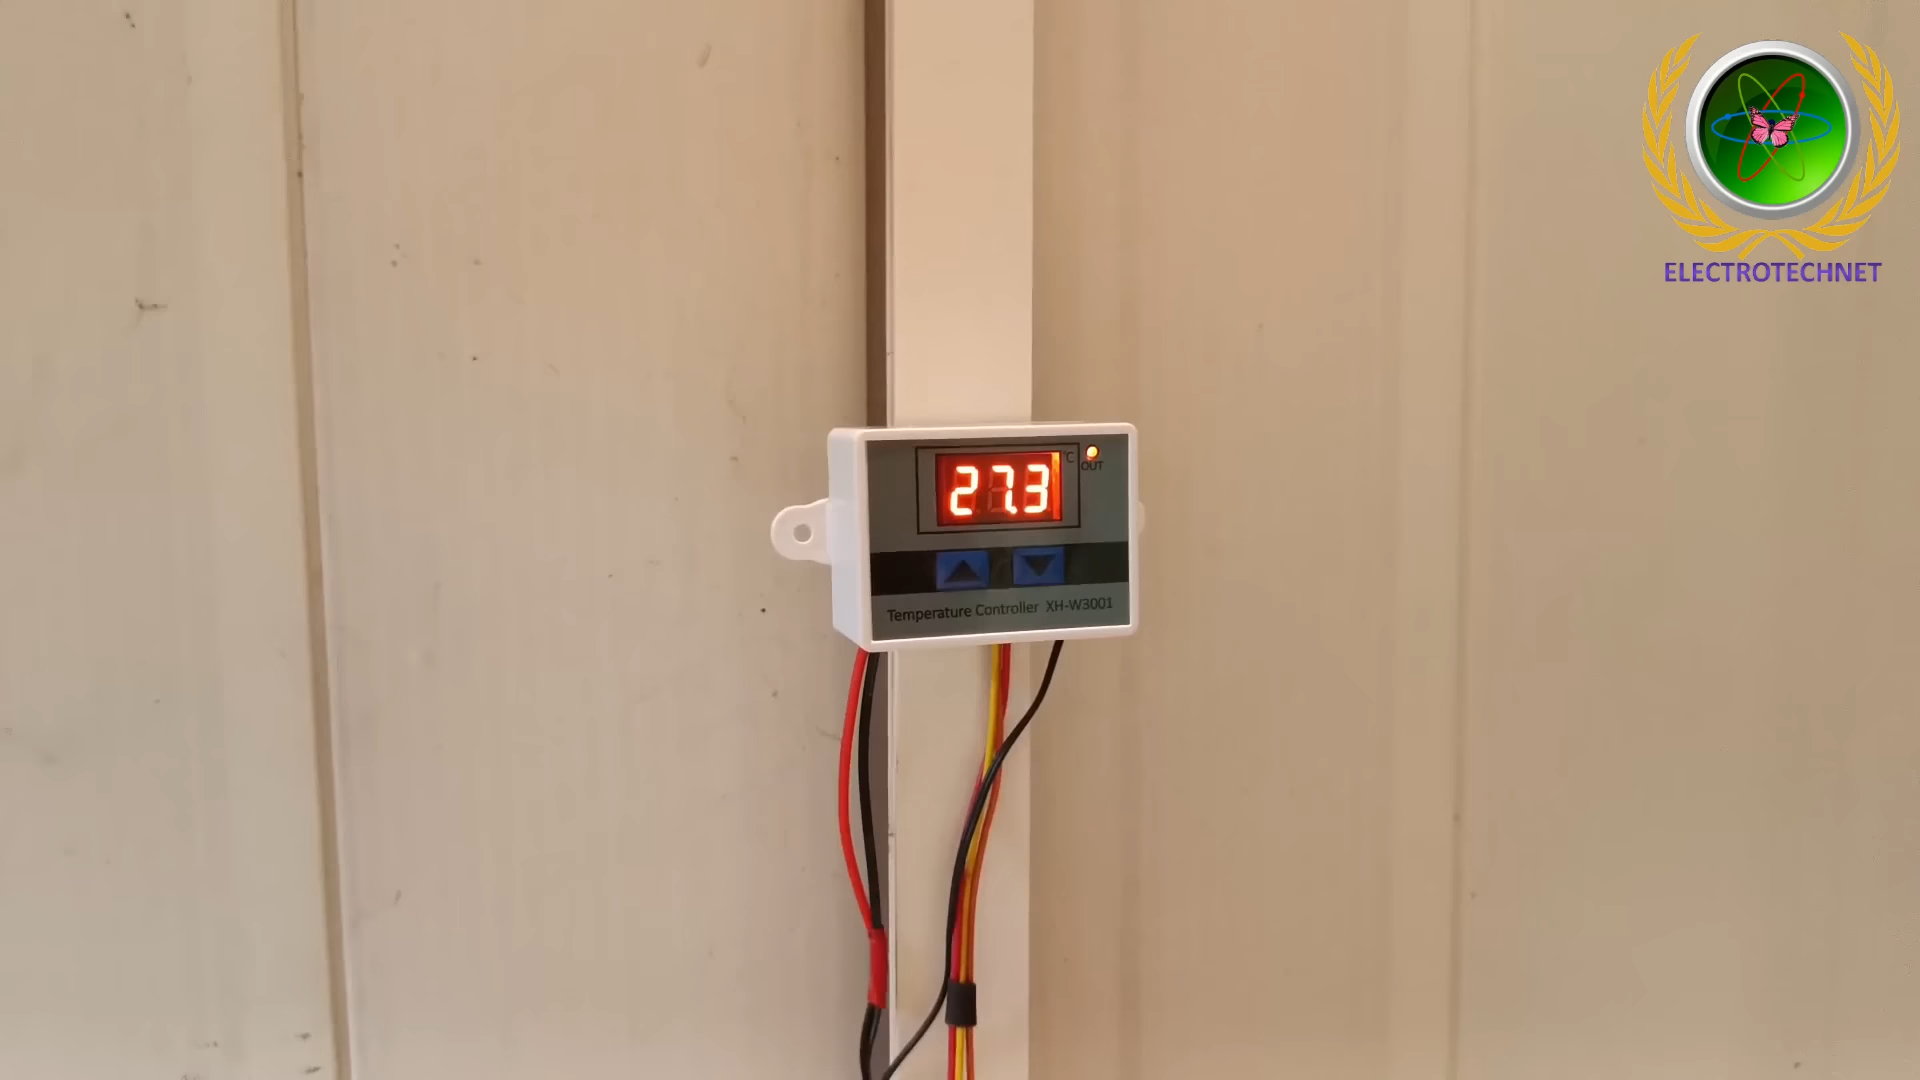 ELECTROTECHNET
27.3
°C
OUT
Temperature Controller XH-W3001